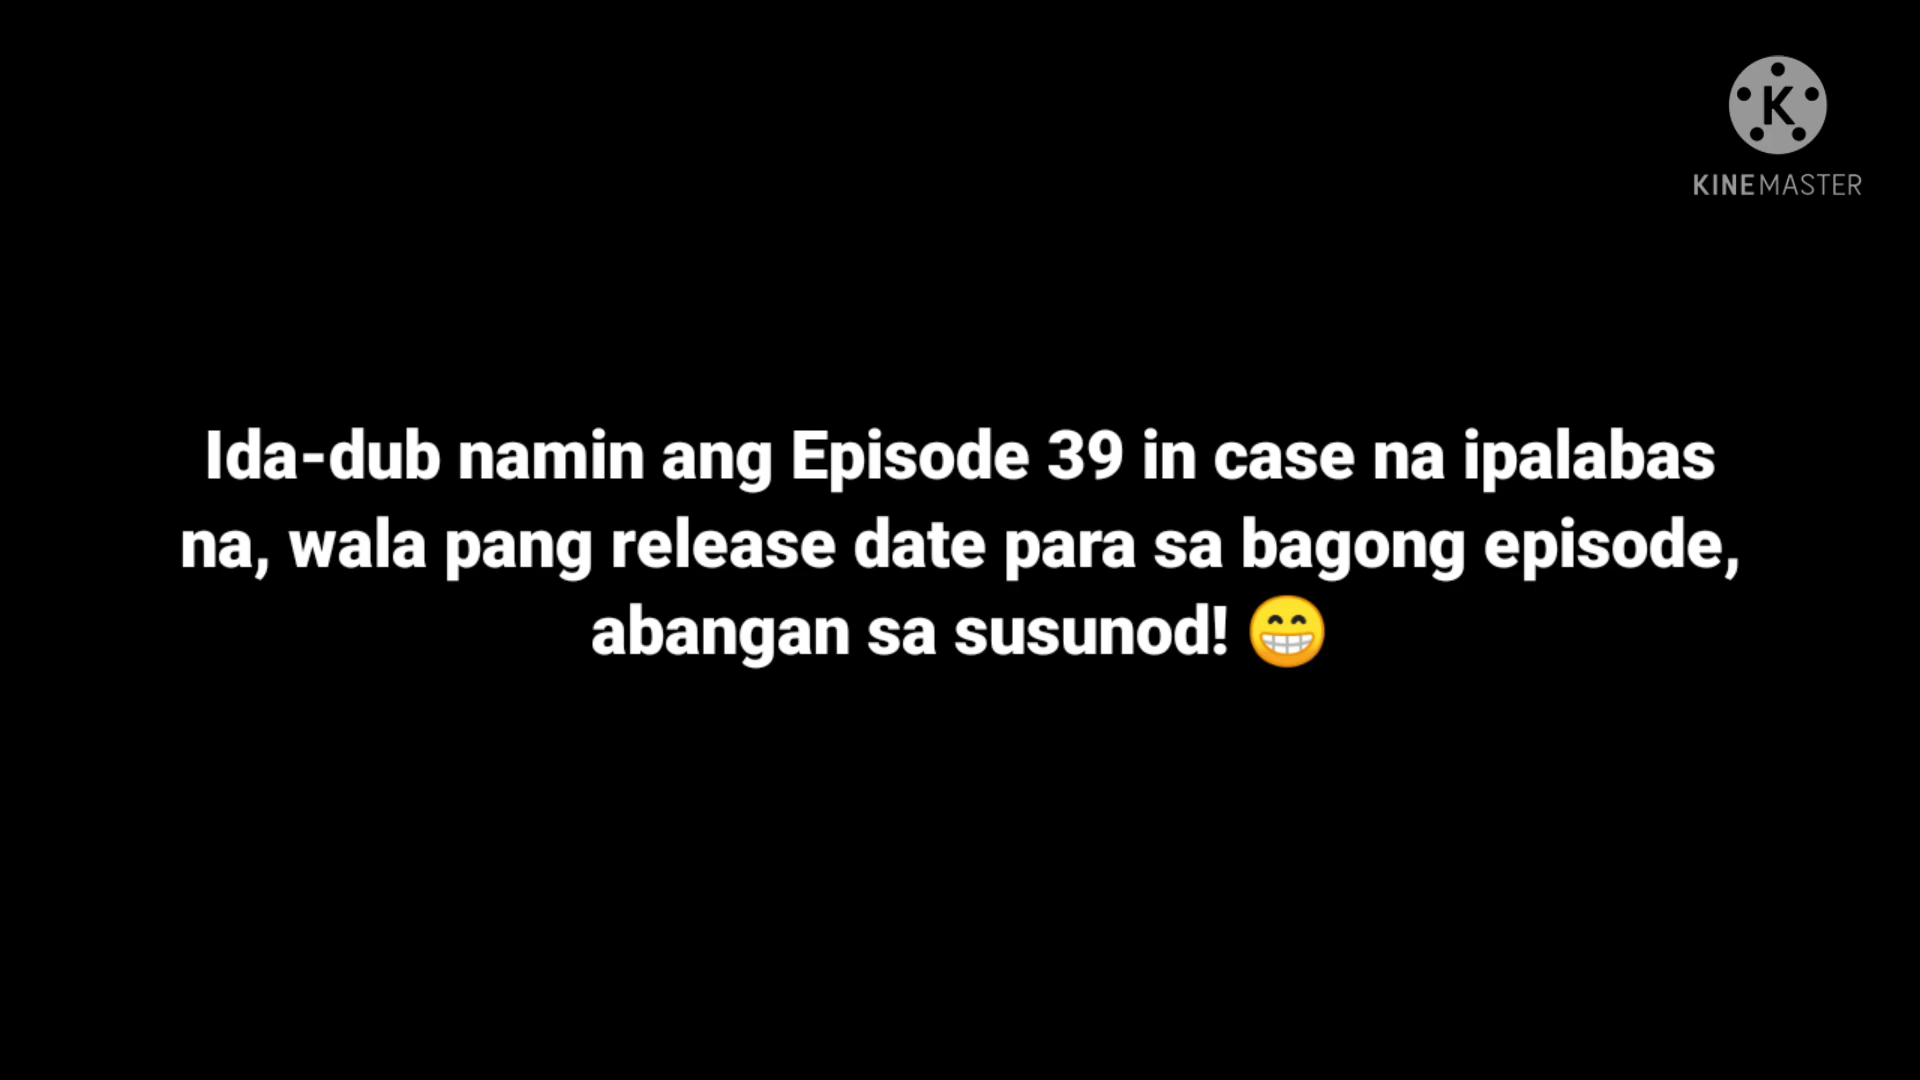 K
KINEMASTER
Ida-dub namin ang Episode 39 in case na ipalabas
na, wala pang release date para sa bagong episode,
abangan sa susunod! 😁